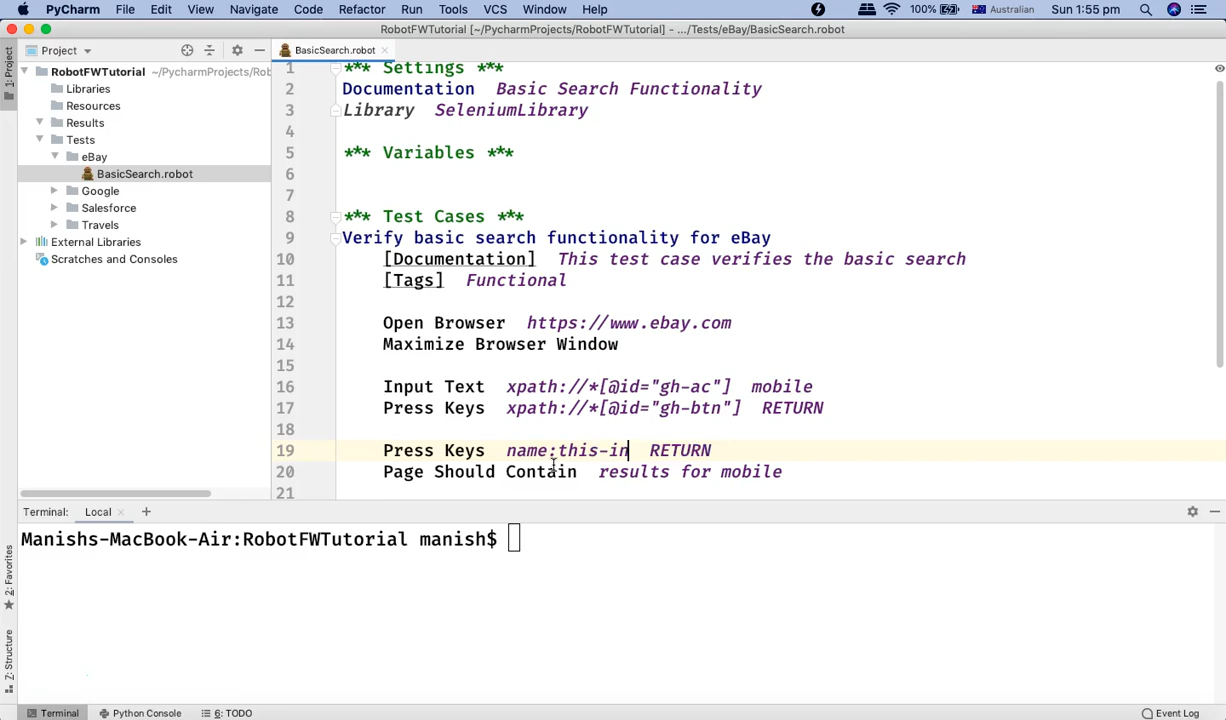 PyCharm File Edit View Navigate Code Refactor Run Tools VCS Window Help 100% Australian Sun 1:55 pm
RobotFWTutorial [~/PycharmProjects/RobotFWTutorial] - .../Tests/eBay/BasicSearch.robot
Project
BasicSearch.robot
1: Project
RobotFWTutorial ~/PycharmProjects/Rob
Libraries
Resources
Results
Tests
eBay
BasicSearch.robot
Google
Salesforce
Travels
External Libraries
Scratches and Consoles
1 *** Settings ***
2 Documentation Basic Search Functionality
3 Library SeleniumLibrary
4
5 *** Variables ***
6
7
8 *** Test Cases ***
9 Verify basic search functionality for eBay
10 [Documentation] This test case verifies the basic search
11 [Tags] Functional
12
13 Open Browser https://www.ebay.com
14 Maximize Browser Window
15
16 Input Text xpath://*[@id="gh-ac"] mobile
17 Press Keys xpath://*[@id="gh-btn"] RETURN
18
19 Press Keys name:this-in RETURN
20 Page Should Contain results for mobile
21
Terminal: Local
Manishs-MacBook-Air:RobotFWTutorial manish$
2: Favorites
Z: Structure
Terminal Python Console 6: TODO Event Log